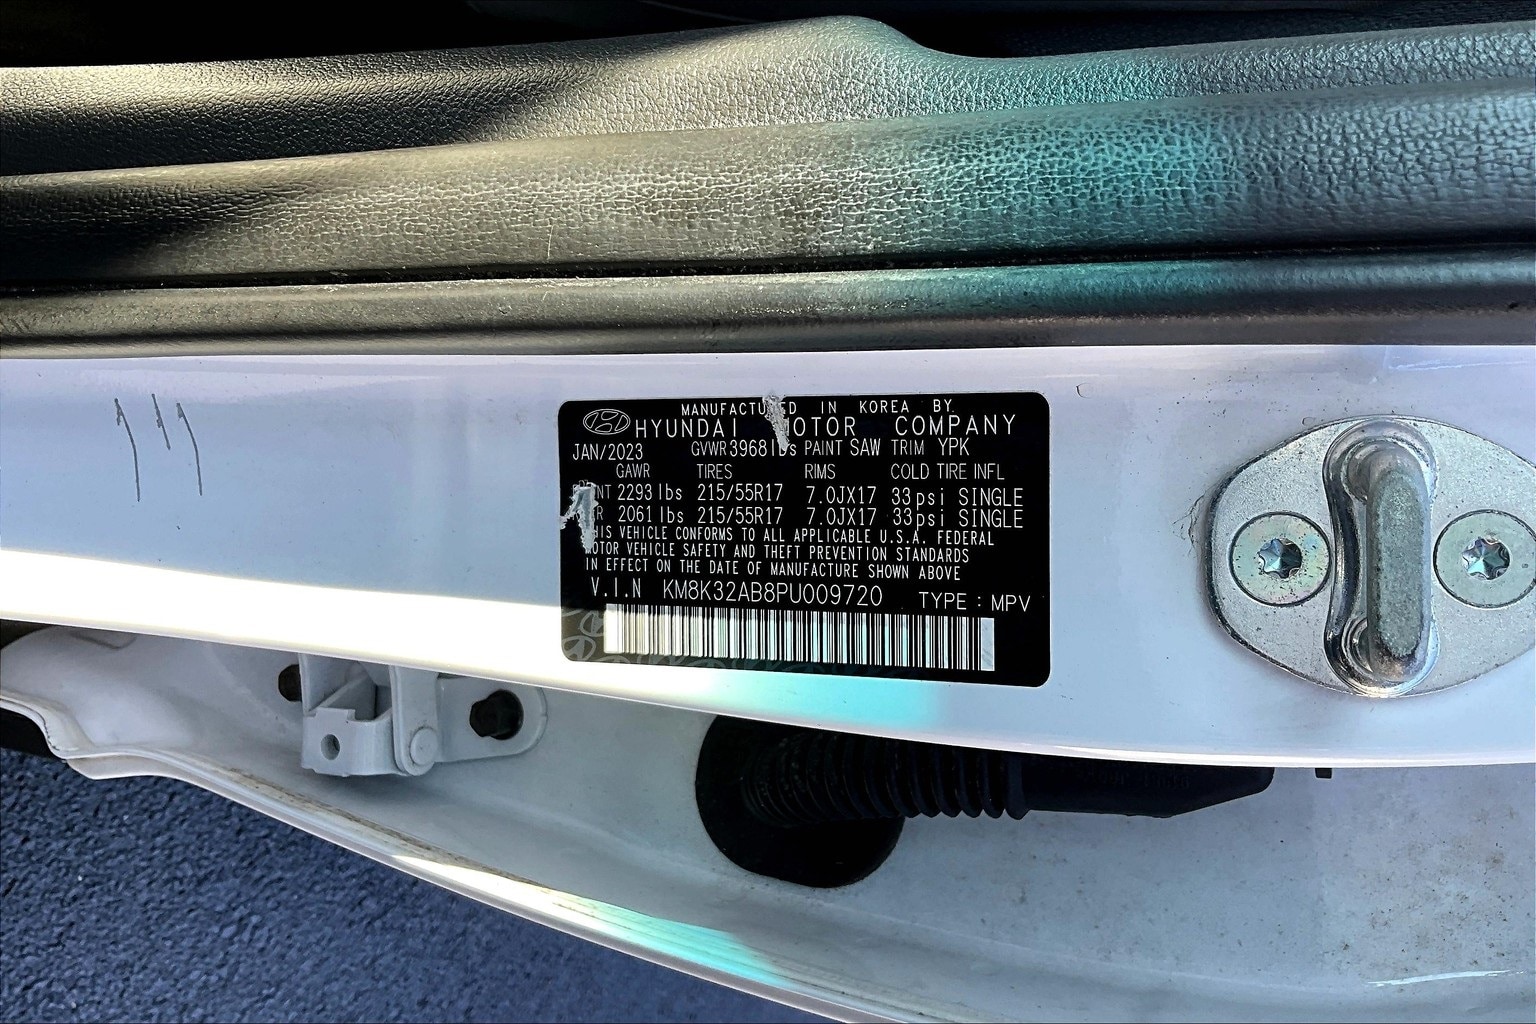 MANUFACTURED IN KOREA BY
HYUNDAI MOTOR COMPANY
JAN/2023 GVWR 3968lbs PAINT SAW TRIM YPK
GAWR TIRES RIMS COLD TIRE INFL
2293 lbs 215/55R17 7.0JX17 33psi SINGLE
2061 lbs 215/55R17 7.0JX17 33psi SINGLE
THIS VEHICLE CONFORMS TO ALL APPLICABLE U.S.A. FEDERAL
MOTOR VEHICLE SAFETY AND THEFT PREVENTION STANDARDS
IN EFFECT ON THE DATE OF MANUFACTURE SHOWN ABOVE
V.I.N KM8K32AB8PU009720 TYPE : MPV